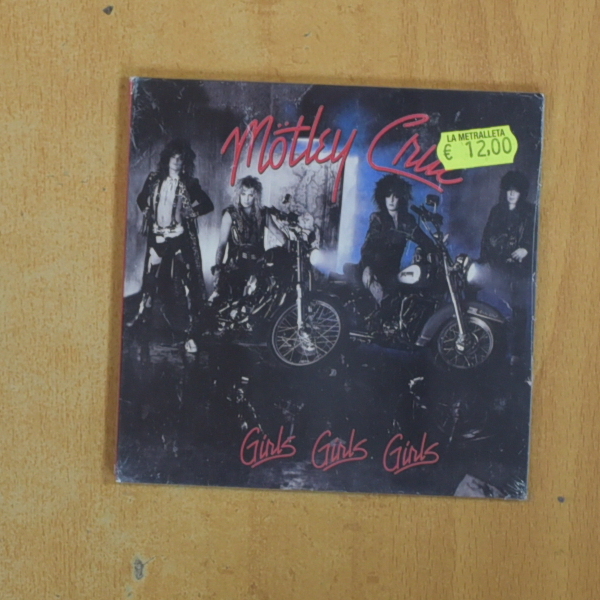 Mötley Crüe
LA METRALLETA
€ 12,00
Girls Girls Girls